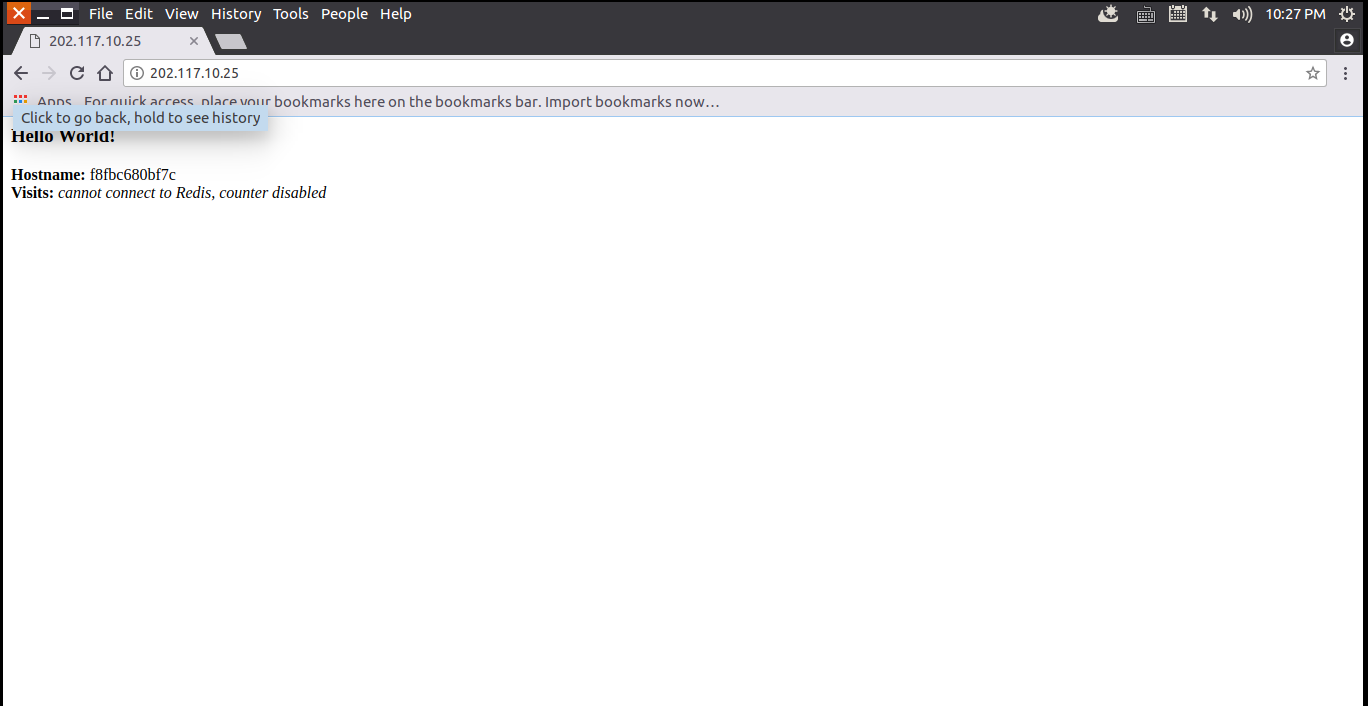 File Edit View History Tools People Help 10:27 PM
202.117.10.25
202.117.10.25
Apps For quick access, place your bookmarks here on the bookmarks bar. Import bookmarks now…
Click to go back, hold to see history
Hello World!
Hostname: f8fbc680bf7c
Visits: cannot connect to Redis, counter disabled